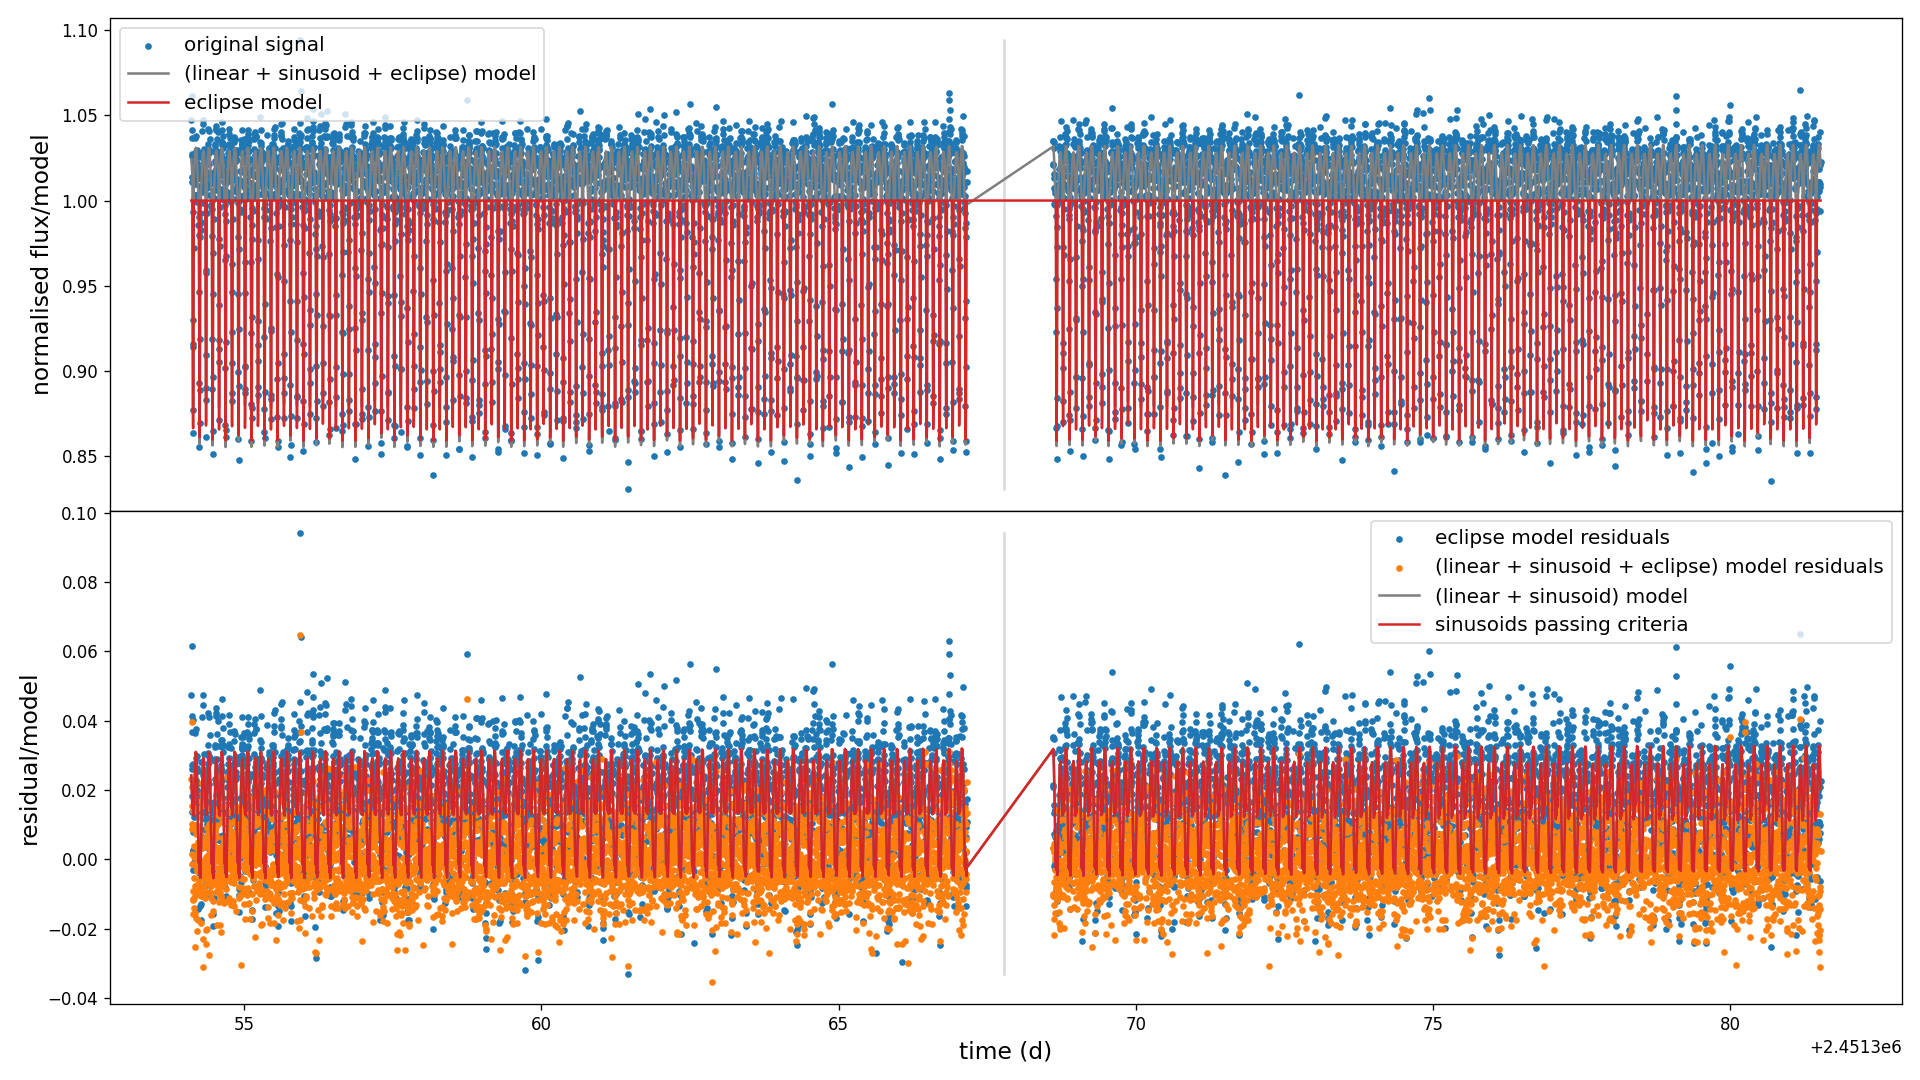 1.10
1.05
1.00
0.95
0.90
0.85
normalised flux/model
original signal
(linear + sinusoid + eclipse) model
eclipse model
0.10
0.08
0.06
0.04
0.02
0.00
−0.02
−0.04
residual/model
eclipse model residuals
(linear + sinusoid + eclipse) model residuals
(linear + sinusoid) model
sinusoids passing criteria
55 60 65 70 75 80
time (d)
+2.4513e6